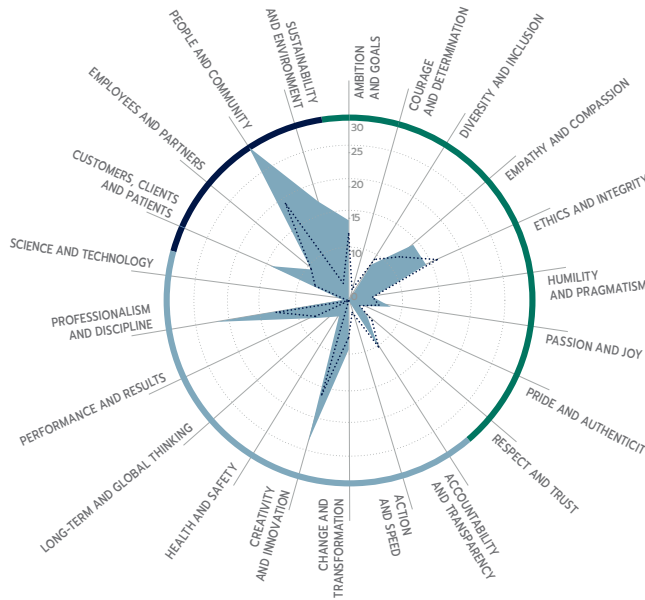 AMBITION
AND GOALS
COURAGE
AND DETERMINATION
DIVERSITY AND INCLUSION
EMPATHY AND COMPASSION
ETHICS AND INTEGRITY
HUMILITY
AND PRAGMATISM
PASSION AND JOY
PRIDE AND AUTHENTICIT
RESPECT AND TRUST
ACCOUNTABILITY
AND TRANSPARENCY
ACTION
AND SPEED
CHANGE AND
TRANSFORMATION
CREATIVITY
AND INNOVATION
HEALTH AND SAFETY
LONG-TERM AND GLOBAL THINKING
PERFORMANCE AND RESULTS
PROFESSIONALISM
AND DISCIPLINE
SCIENCE AND TECHNOLOGY
CUSTOMERS, CLIENTS
AND PATIENTS
EMPLOYEES AND PARTNERS
PEOPLE AND COMMUNITY
SUSTAINABILITY
AND ENVIRONMENT
30
25
20
15
10